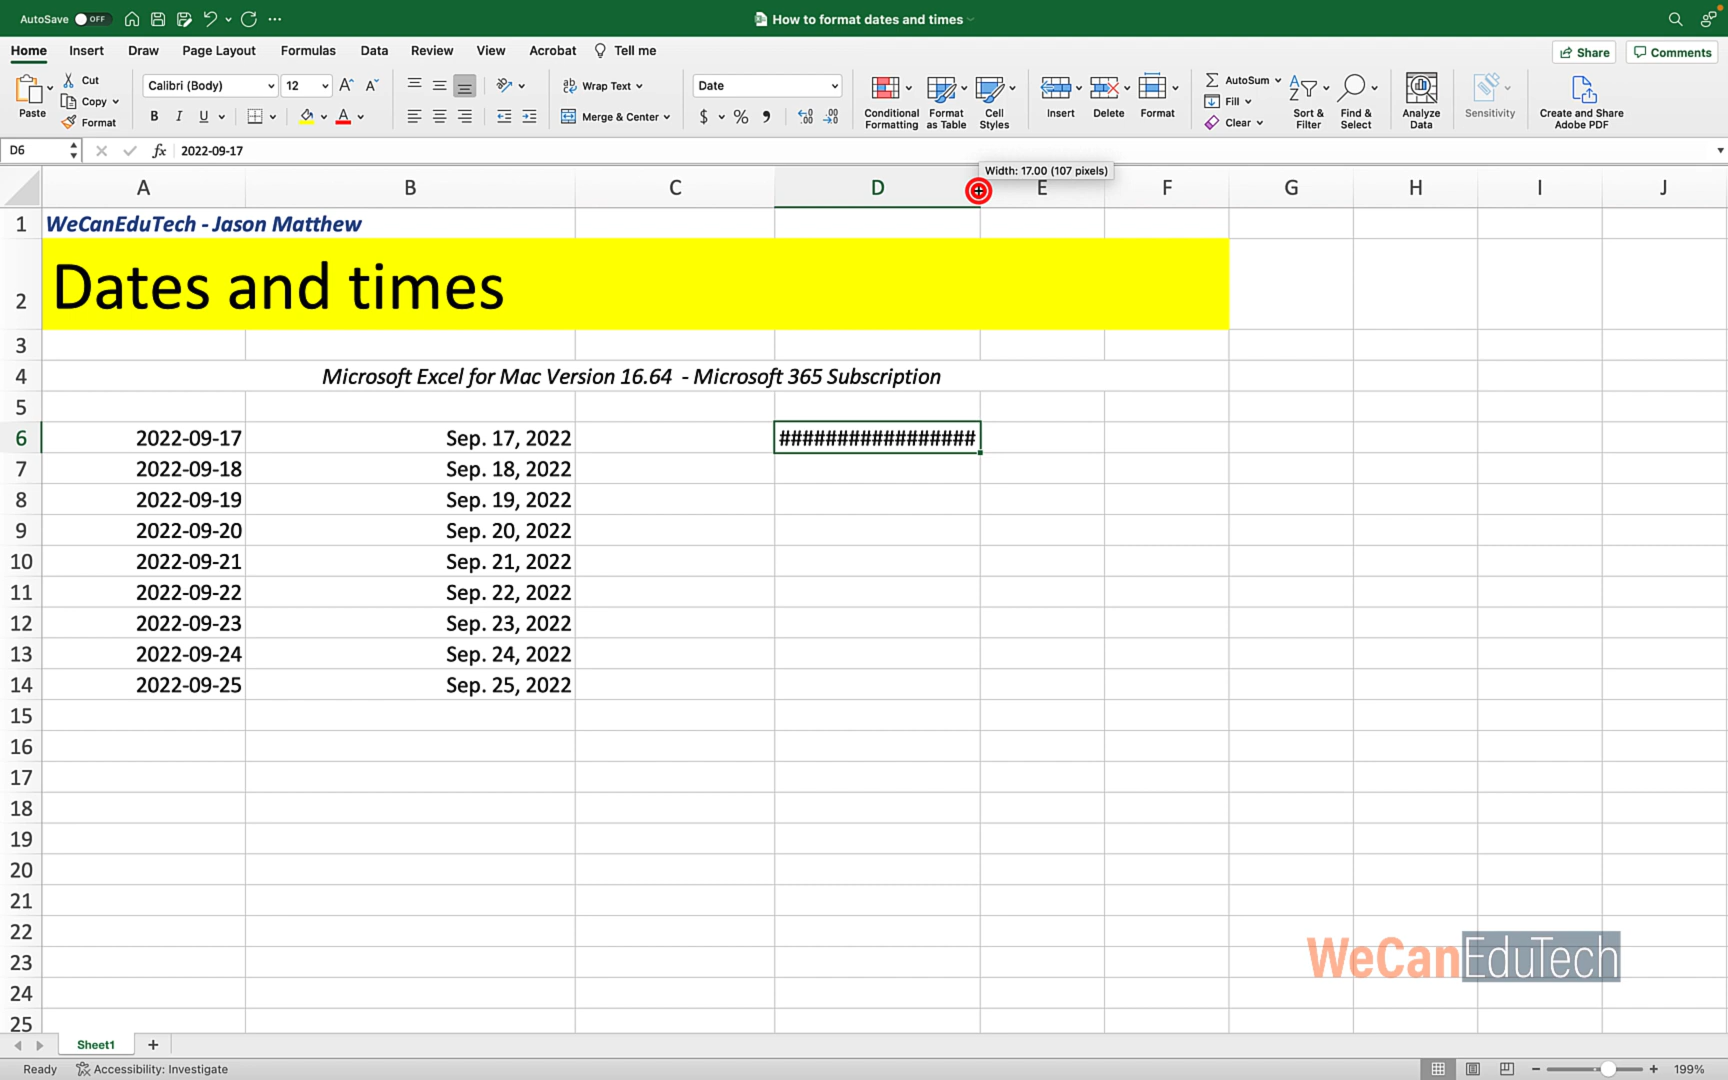 AutoSave OFF How to format dates and times
Home Insert Draw Page Layout Formulas Data Review View Acrobat Tell me Share Comments
Paste Cut Copy Format
Calibri (Body) 12
B I U
Wrap Text
Merge & Center
Date
$ %
Conditional Formatting
Format as Table
Cell Styles
Insert Delete Format
AutoSum
Fill
Clear
Sort & Filter
Find & Select
Analyze Data
Sensitivity
Create and Share Adobe PDF
D6 fx 2022-09-17
Width: 17.00 (107 pixels)
A B C D E F G H I J
1 WeCanEduTech - Jason Matthew
2 Dates and times
3
4 Microsoft Excel for Mac Version 16.64 - Microsoft 365 Subscription
5
6 2022-09-17 Sep. 17, 2022 ################
7 2022-09-18 Sep. 18, 2022
8 2022-09-19 Sep. 19, 2022
9 2022-09-20 Sep. 20, 2022
10 2022-09-21 Sep. 21, 2022
11 2022-09-22 Sep. 22, 2022
12 2022-09-23 Sep. 23, 2022
13 2022-09-24 Sep. 24, 2022
14 2022-09-25 Sep. 25, 2022
15
16
17
18
19
20
21
22
23
24
25
WeCanEduTech
Sheet1
Ready Accessibility: Investigate 199%